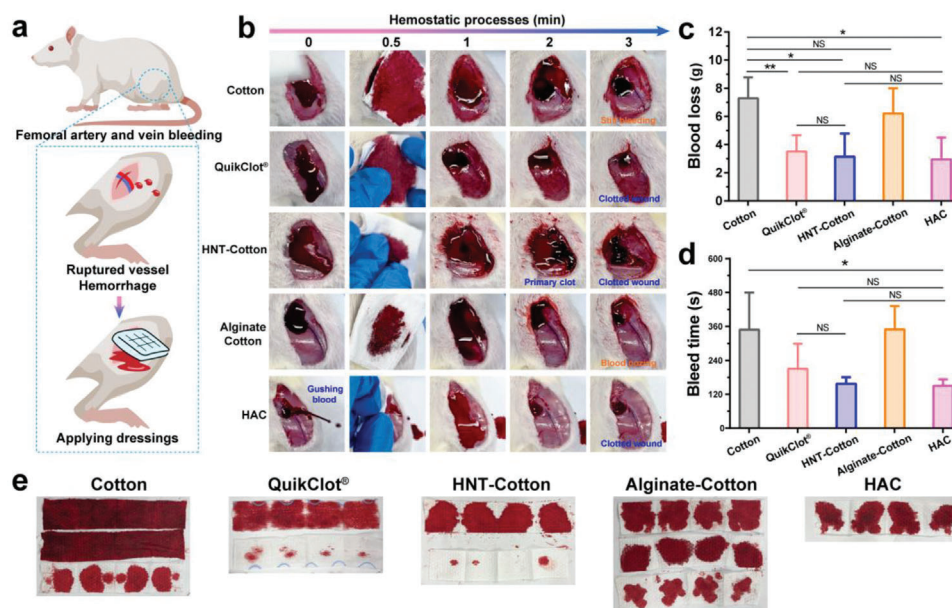 a
Femoral artery and vein bleeding
Ruptured vessel
Hemorrhage
Applying dressings
b
Hemostatic processes (min)
0 0.5 1 2 3
Cotton
Still bleeding
QuikClot®
Clotted wound
HNT-Cotton
Primary clot
Clotted wound
Alginate
Cotton
Blood oozing
HAC
Gushing
blood
Clotted wound
c
Blood loss (g)
12
10
8
6
4
2
0
*
NS
*
**
NS
NS
NS
Cotton
QuikClot®
HNT-Cotton
Alginate-Cotton
HAC
d
Bleed time (s)
600
480
360
240
120
0
*
NS
NS
NS
Cotton
QuikClot®
HNT-Cotton
Alginate-Cotton
HAC
e
Cotton QuikClot® HNT-Cotton Alginate-Cotton HAC